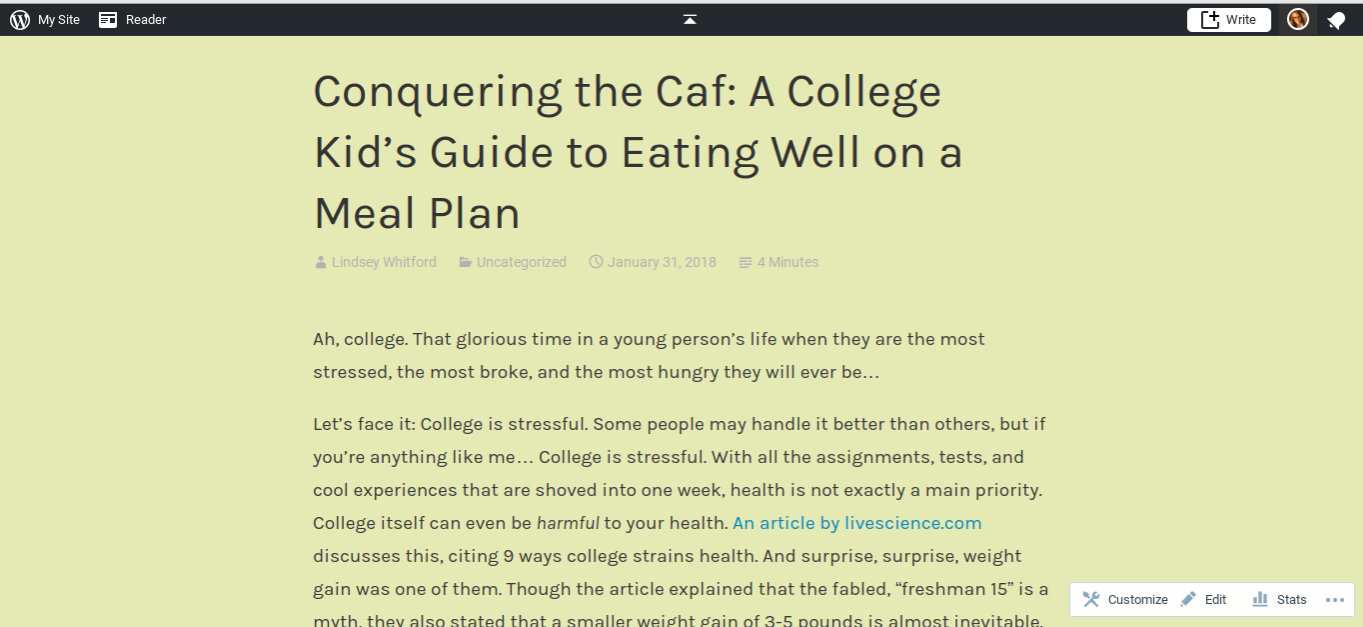 My Site Reader Write
Conquering the Caf: A College
Kid’s Guide to Eating Well on a
Meal Plan
Lindsey Whitford Uncategorized January 31, 2018 4 Minutes
Ah, college. That glorious time in a young person’s life when they are the most
stressed, the most broke, and the most hungry they will ever be…
Let’s face it: College is stressful. Some people may handle it better than others, but if
you’re anything like me… College is stressful. With all the assignments, tests, and
cool experiences that are shoved into one week, health is not exactly a main priority.
College itself can even be harmful to your health. An article by livescience.com
discusses this, citing 9 ways college strains health. And surprise, surprise, weight
gain was one of them. Though the article explained that the fabled, “freshman 15” is a
myth, they also stated that a smaller weight gain of 3-5 pounds is almost inevitable.
Customize Edit Stats